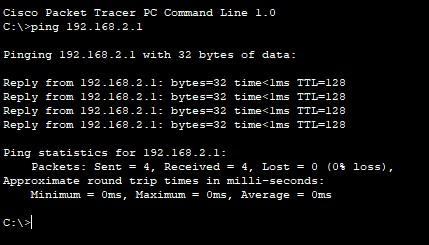 Cisco Packet Tracer PC Command Line 1.0
C:\>ping 192.168.2.1
Pinging 192.168.2.1 with 32 bytes of data:
Reply from 192.168.2.1: bytes=32 time<1ms TTL=128
Reply from 192.168.2.1: bytes=32 time<1ms TTL=128
Reply from 192.168.2.1: bytes=32 time<1ms TTL=128
Reply from 192.168.2.1: bytes=32 time<1ms TTL=128
Ping statistics for 192.168.2.1:
    Packets: Sent = 4, Received = 4, Lost = 0 (0% loss),
Approximate round trip times in milli-seconds:
    Minimum = 0ms, Maximum = 0ms, Average = 0ms
C:\>